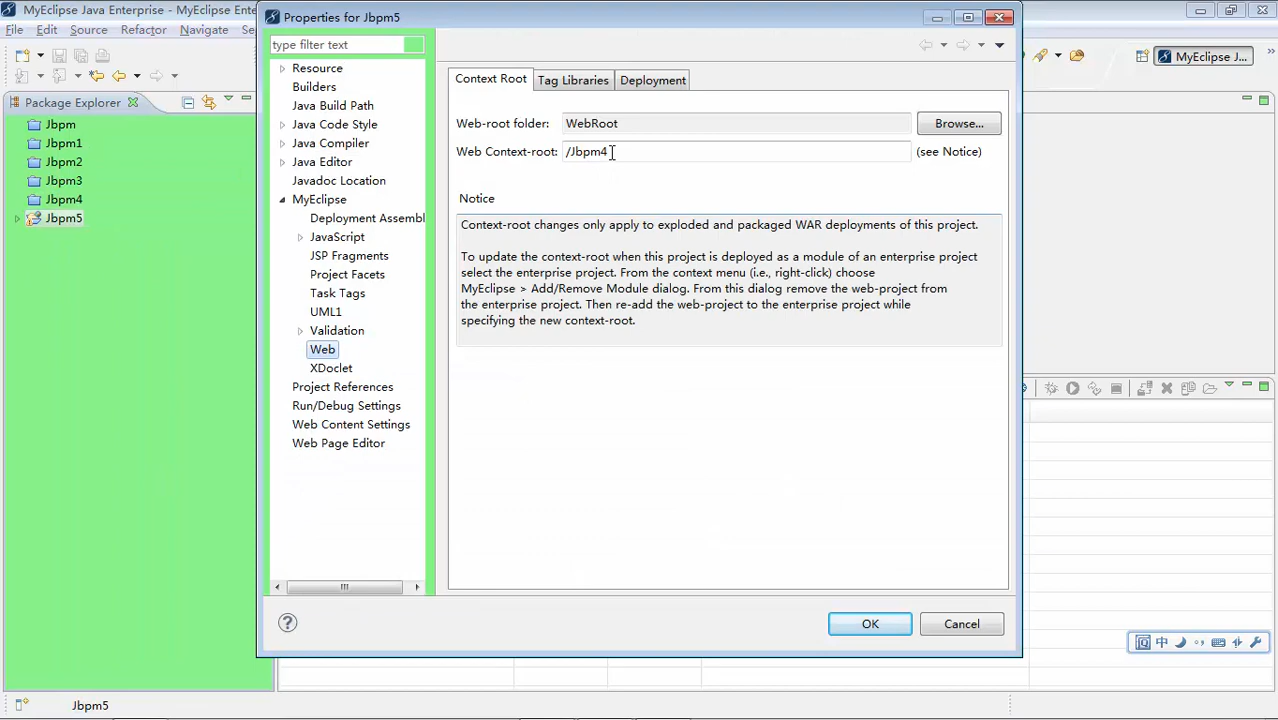 MyEclipse Java Enterprise
Properties for Jbpm5
File Edit Source Refactor Navigate Se
MyEclipse J...
type filter text
Package Explorer
Jbpm
Jbpm1
Jbpm2
Jbpm3
Jbpm4
Jbpm5
Resource
Builders
Java Build Path
Java Code Style
Java Compiler
Java Editor
Javadoc Location
MyEclipse
Deployment Assembl
JavaScript
JSP Fragments
Project Facets
Task Tags
UML1
Validation
Web
XDoclet
Project References
Run/Debug Settings
Web Content Settings
Web Page Editor
Context Root Tag Libraries Deployment
Web-root folder: WebRoot Browse...
Web Context-root: /Jbpm4 (see Notice)
Notice
Context-root changes only apply to exploded and packaged WAR deployments of this project.
To update the context-root when this project is deployed as a module of an enterprise project
select the enterprise project. From the context menu (i.e., right-click) choose
MyEclipse > Add/Remove Module dialog. From this dialog remove the web-project from
the enterprise project. Then re-add the web-project to the enterprise project while
specifying the new context-root.
OK Cancel
中
Jbpm5